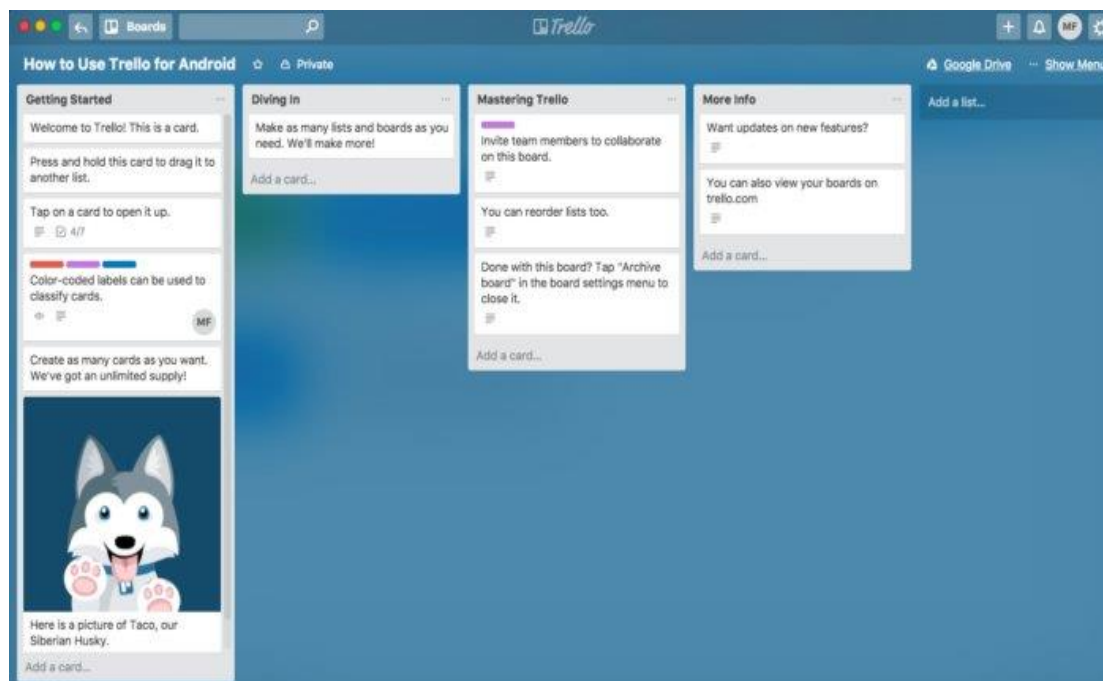 Boards
Trello
MF
How to Use Trello for Android
Private
Google Drive
... Show Menu
Getting Started
Welcome to Trello! This is a card.
Press and hold this card to drag it to
another list.
Tap on a card to open it up.
4/7
Color-coded labels can be used to
classify cards.
MF
Create as many cards as you want.
We've got an unlimited supply!
Here is a picture of Taco, our
Siberian Husky.
Add a card...
Diving In
Make as many lists and boards as you
need. We'll make more!
Add a card...
Mastering Trello
Invite team members to collaborate
on this board.
You can reorder lists too.
Done with this board? Tap "Archive
board" in the board settings menu to
close it.
Add a card...
More Info
Want updates on new features?
You can also view your boards on
trello.com
Add a card...
Add a list...